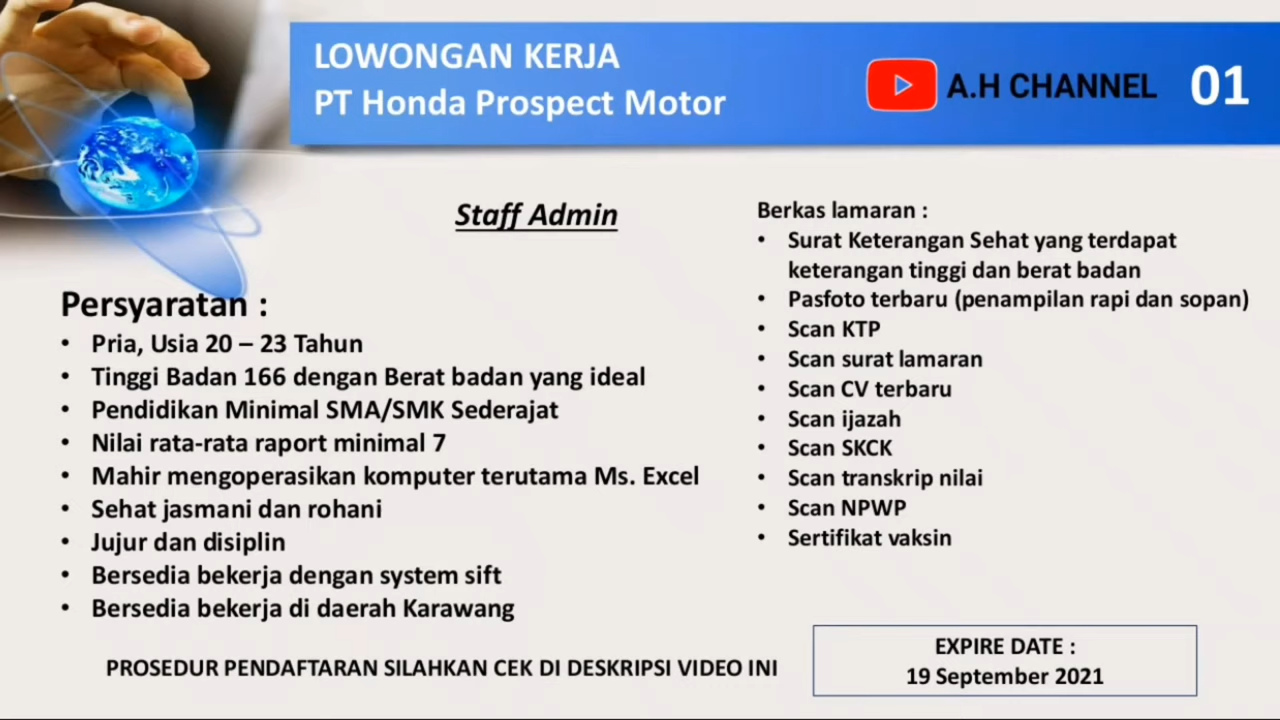 LOWONGAN KERJA
PT Honda Prospect Motor
A.H CHANNEL
01
Staff Admin
Persyaratan :
• Pria, Usia 20 – 23 Tahun
• Tinggi Badan 166 dengan Berat badan yang ideal
• Pendidikan Minimal SMA/SMK Sederajat
• Nilai rata-rata raport minimal 7
• Mahir mengoperasikan komputer terutama Ms. Excel
• Sehat jasmani dan rohani
• Jujur dan disiplin
• Bersedia bekerja dengan system sift
• Bersedia bekerja di daerah Karawang
Berkas lamaran :
• Surat Keterangan Sehat yang terdapat
keterangan tinggi dan berat badan
• Pasfoto terbaru (penampilan rapi dan sopan)
• Scan KTP
• Scan surat lamaran
• Scan CV terbaru
• Scan ijazah
• Scan SKCK
• Scan transkrip nilai
• Scan NPWP
• Sertifikat vaksin
PROSEDUR PENDAFTARAN SILAHKAN CEK DI DESKRIPSI VIDEO INI
EXPIRE DATE :
19 September 2021